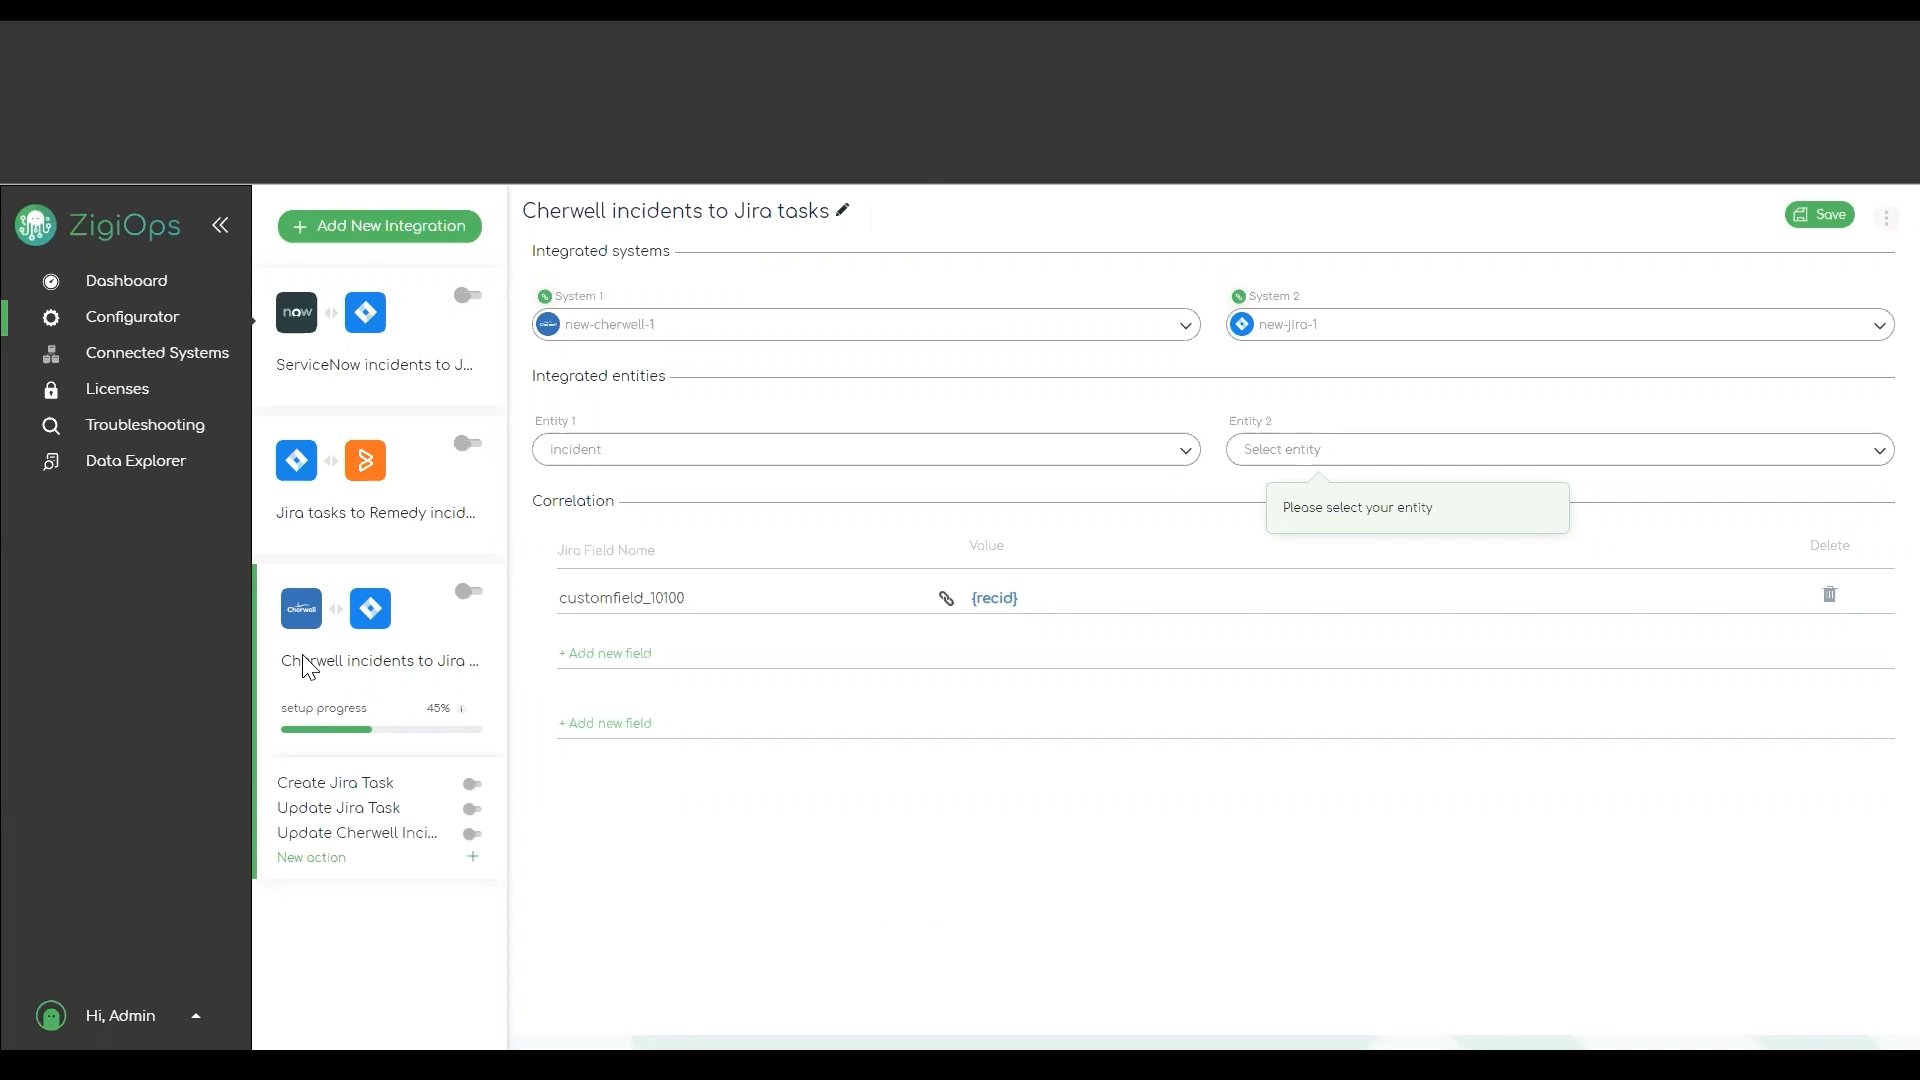 ZigiOps
Dashboard
Configurator
Connected Systems
Licenses
Troubleshooting
Data Explorer
Hi, Admin
+ Add New Integration
now
ServiceNow incidents to J...
Jira tasks to Remedy incid...
Cherwell
Cherwell incidents to Jira ...
setup progress 45% i
Create Jira Task
Update Jira Task
Update Cherwell Inci...
New action +
Cherwell incidents to Jira tasks
Save
Integrated systems
System 1
Cherwell
new-cherwell-1
System 2
new-jira-1
Integrated entities
Entity 1
incident
Entity 2
Select entity
Please select your entity
Correlation
Jira Field Name Value Delete
customfield_10100 {recid}
+ Add new field
+ Add new field